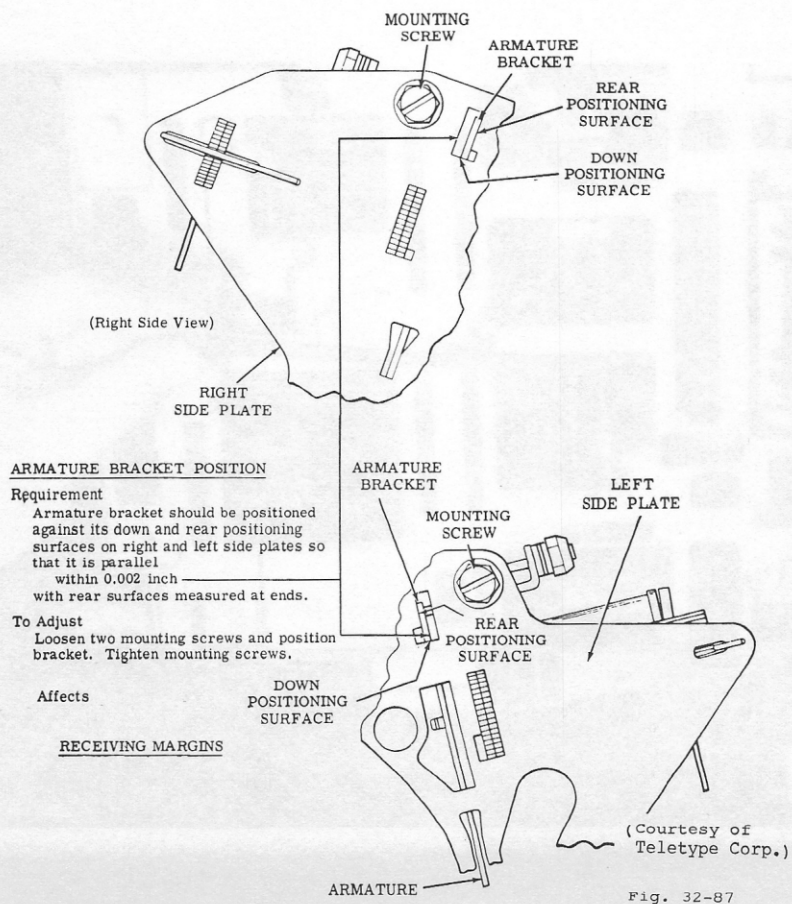 MOUNTING
SCREW
ARMATURE
BRACKET
REAR
POSITIONING
SURFACE
DOWN
POSITIONING
SURFACE
(Right Side View)
RIGHT
SIDE PLATE
ARMATURE BRACKET POSITION
Requirement
Armature bracket should be positioned
against its down and rear positioning
surfaces on right and left side plates so
that it is parallel
within 0.002 inch
with rear surfaces measured at ends.
To Adjust
Loosen two mounting screws and position
bracket. Tighten mounting screws.
Affects
RECEIVING MARGINS
ARMATURE
BRACKET
MOUNTING
SCREW
LEFT
SIDE PLATE
REAR
POSITIONING
SURFACE
DOWN
POSITIONING
SURFACE
ARMATURE
(Courtesy of
Teletype Corp.)
Fig. 32-87